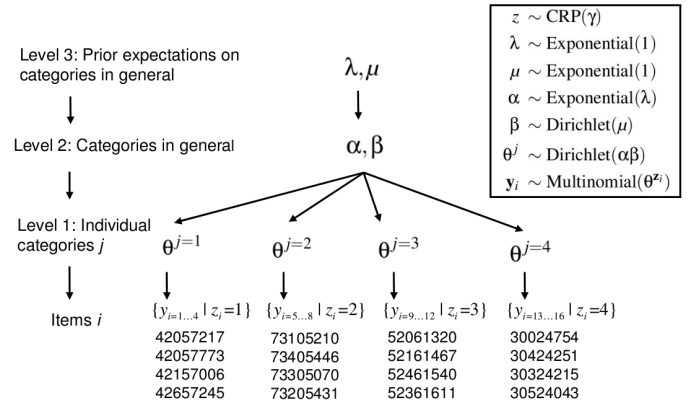 Level 3: Prior expectations on
categories in general
λ,μ
z ∼ CRP(γ)
λ ∼ Exponential(1)
μ ∼ Exponential(1)
α ∼ Exponential(λ)
β ∼ Dirichlet(μ)
θ^j ∼ Dirichlet(αβ)
y_i ∼ Multinomial(θ^{z_i})
Level 2: Categories in general
α,β
Level 1: Individual
categories j
θ^{j=1} θ^{j=2} θ^{j=3} θ^{j=4}
Items i
{y_{i=1...4} | z_i=1} {y_{i=5...8} | z_i=2} {y_{i=9...12} | z_i=3} {y_{i=13...16} | z_i=4}
42057217 73105210 52061320 30024754
42057773 73405446 52161467 30424251
42157006 73305070 52461540 30324215
42657245 73205431 52361611 30524043